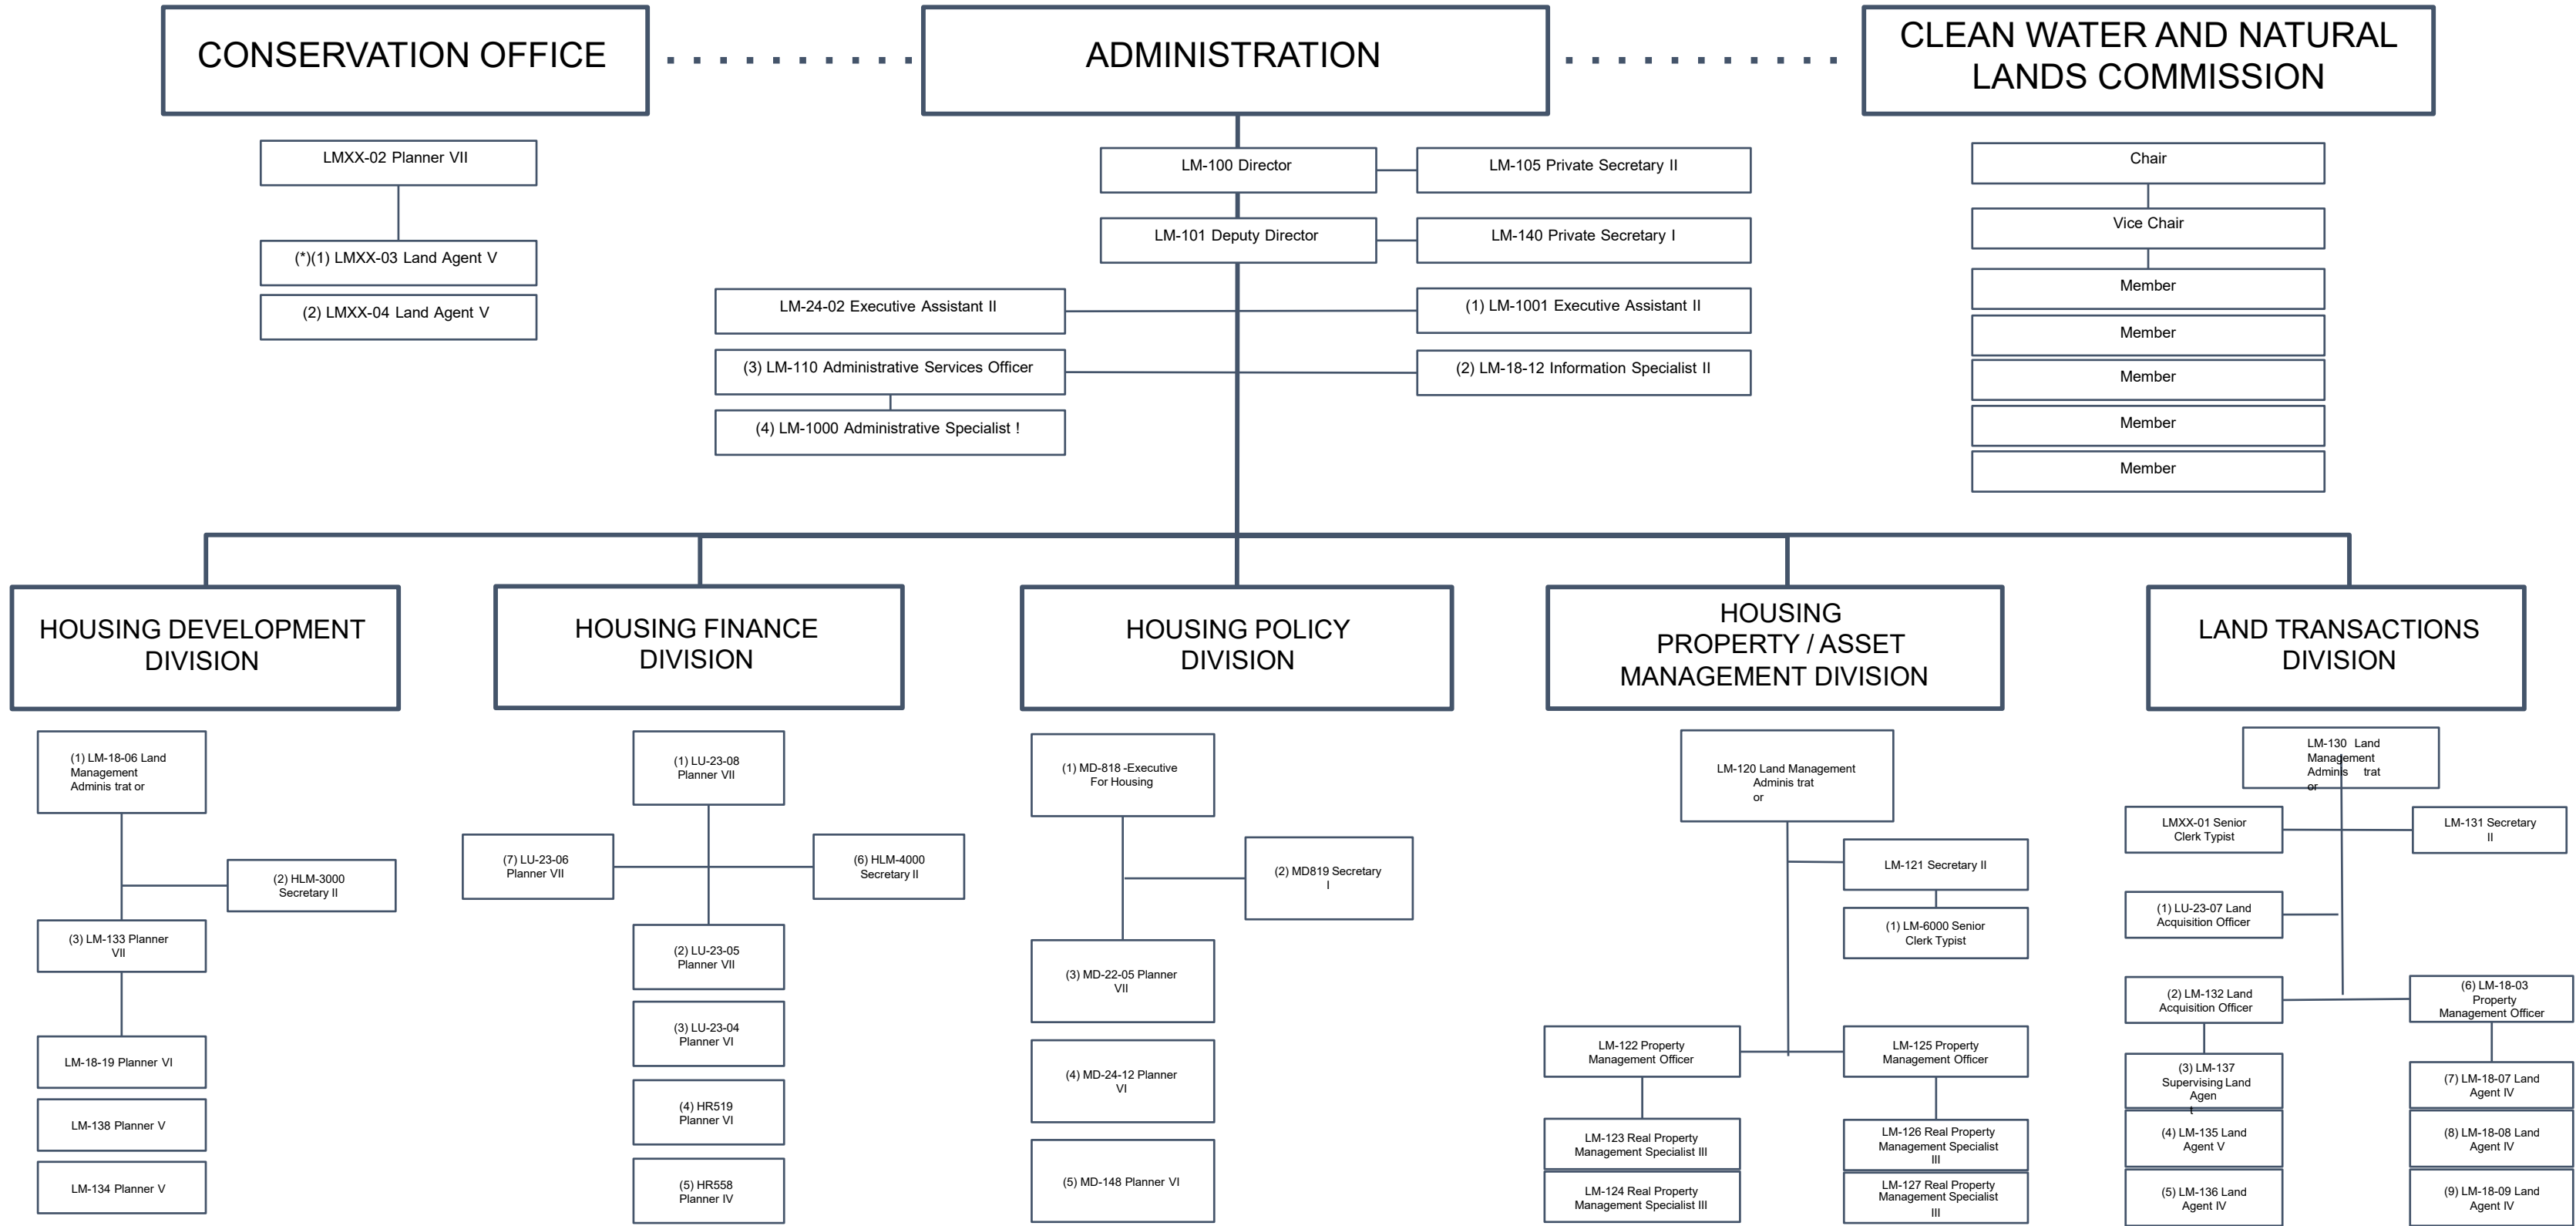 CONSERVATION OFFICE
ADMINISTRATION
CLEAN WATER AND NATURAL
LANDS COMMISSION
LMXX-02 Planner VII
(*)(1) LMXX-03 Land Agent V
(2) LMXX-04 Land Agent V
LM-100 Director
LM-105 Private Secretary II
LM-101 Deputy Director
LM-140 Private Secretary I
LM-24-02 Executive Assistant II
(1) LM-1001 Executive Assistant II
(3) LM-110 Administrative Services Officer
(2) LM-18-12 Information Specialist II
(4) LM-1000 Administrative Specialist !
Chair
Vice Chair
Member
Member
Member
Member
Member
HOUSING DEVELOPMENT
DIVISION
HOUSING FINANCE
DIVISION
HOUSING POLICY
DIVISION
HOUSING
PROPERTY / ASSET
MANAGEMENT DIVISION
LAND TRANSACTIONS
DIVISION
(1) LM-18-06 Land
Management
Adminis trat or
(2) HLM-3000
Secretary II
(3) LM-133 Planner
VII
LM-18-19 Planner VI
LM-138 Planner V
LM-134 Planner V
(1) LU-23-08
Planner VII
(7) LU-23-06
Planner VII
(6) HLM-4000
Secretary II
(2) LU-23-05
Planner VII
(3) LU-23-04
Planner VI
(4) HR519
Planner VI
(5) HR558
Planner IV
(1) MD-818 -Executive
For Housing
(2) MD819 Secretary
I
(3) MD-22-05 Planner
VII
(4) MD-24-12 Planner
VI
(5) MD-148 Planner VI
LM-120 Land Management
Adminis trat
or
LM-121 Secretary II
(1) LM-6000 Senior
Clerk Typist
LM-122 Property
Management Officer
LM-125 Property
Management Officer
LM-123 Real Property
Management Specialist III
LM-124 Real Property
Management Specialist III
LM-126 Real Property
Management Specialist
III
LM-127 Real Property
Management Specialist
III
LM-130 Land
Management
Adminis trat
or
LMXX-01 Senior
Clerk Typist
LM-131 Secretary
II
(1) LU-23-07 Land
Acquisition Officer
(2) LM-132 Land
Acquisition Officer
(6) LM-18-03
Property
Management Officer
(3) LM-137
Supervising Land
Agen
t
(4) LM-135 Land
Agent V
(5) LM-136 Land
Agent IV
(7) LM-18-07 Land
Agent IV
(8) LM-18-08 Land
Agent IV
(9) LM-18-09 Land
Agent IV